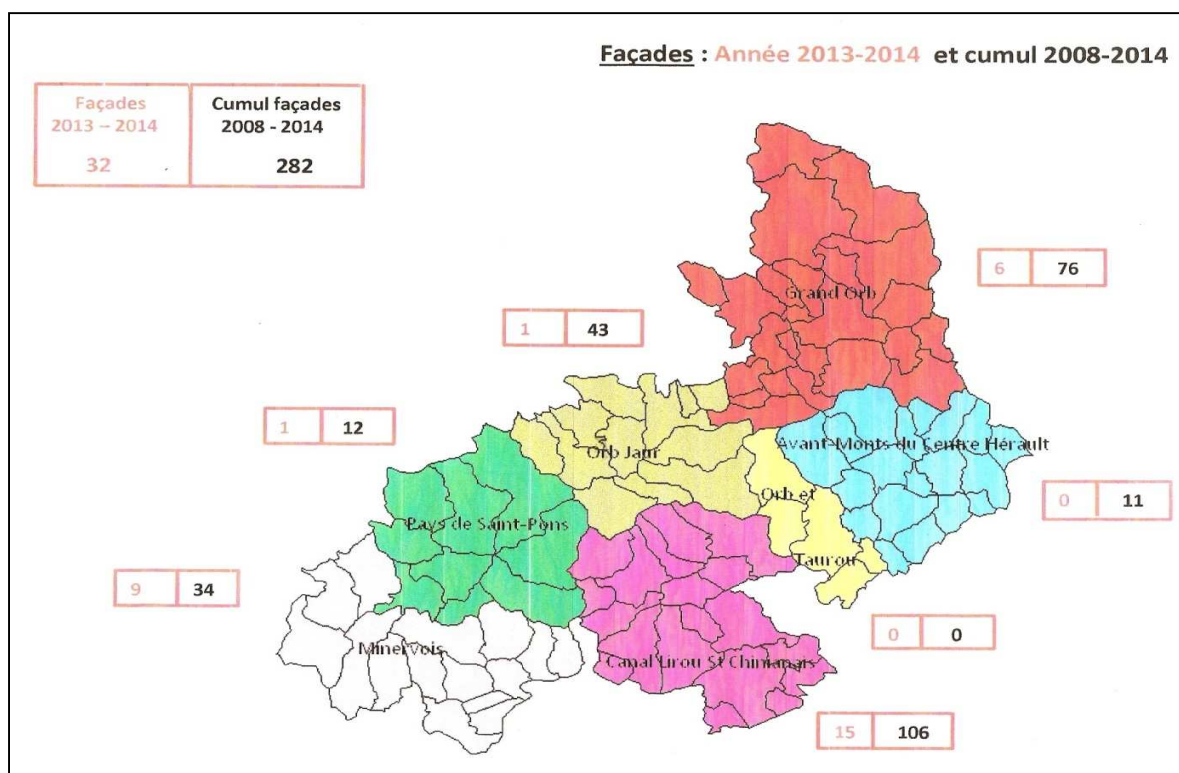 Façades : Année 2013-2014 et cumul 2008-2014
Façades
2013 – 2014
32
Cumul façades
2008 - 2014
282
6 76
Grand Orb
1 43
1 12
Avant-Monts du Centre Hérault
Orb Jaur
Orb et
0 11
Pays de Saint-Pons
Taurou
9 34
0 0
Minervois
Canal Lirou St Chinianais
15 106